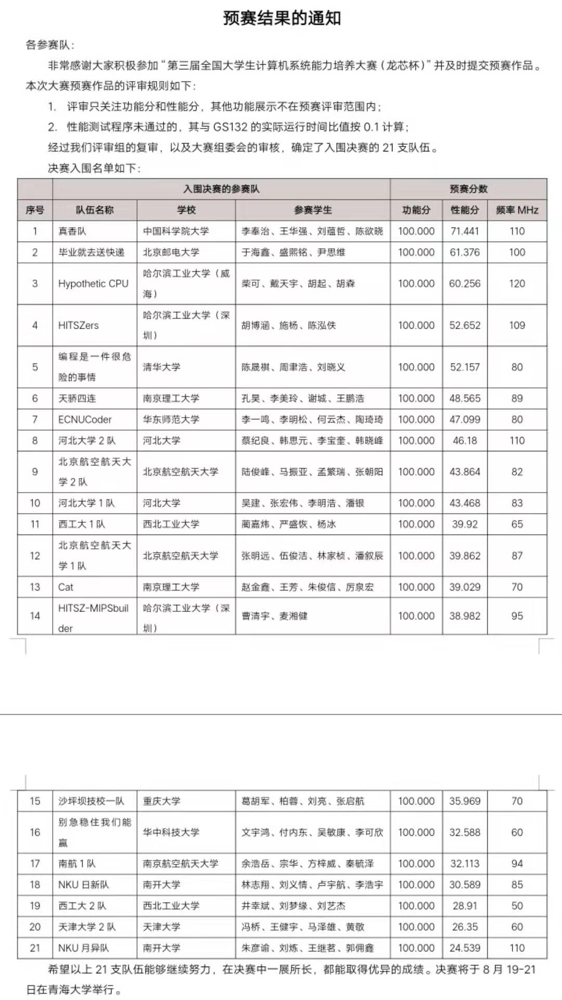 预赛结果的通知
各参赛队：
非常感谢大家积极参加“第三届全国大学生计算机系统能力培养大赛（龙芯杯）”并及时提交预赛作品。
本次大赛预赛作品的评审规则如下：
1. 评审只关注功能分和性能分，其他功能展示不在预赛评审范围内；
2. 性能测试程序未通过的，其与 GS132 的实际运行时间比值按 0.1 计算；
经过我们评审组的复审，以及大赛组委会的审核，确定了入围决赛的 21 支队伍。
决赛入围名单如下：
入围决赛的参赛队 预赛分数
序号 队伍名称 学校 参赛学生 功能分 性能分 频率 MHz
1 真香队 中国科学院大学 李奉治、王华强、刘蕴哲、陈欲晓 100.000 71.441 110
2 毕业就去送快递 北京邮电大学 于海鑫、盛熙铭、尹思维 100.000 61.376 100
哈尔滨工业大学（威
3 Hypothetic CPU 柴可、戴天宇、胡起、胡森 100.000 60.256 120
海）
哈尔滨工业大学（深
4 HITSZers 胡博涵、施杨、陈泓佚 100.000 52.652 109
圳）
编程是一件很危
5 清华大学 陈晟祺、周聿浩、刘晓义 100.000 52.157 80
险的事情
6 天骄四连 南京理工大学 孔昊、李美玲、谢城、王鹏浩 100.000 48.565 89
7 ECNUCoder 华东师范大学 李一鸣、李明松、何云杰、陶琦琦 100.000 47.099 80
8 河北大学 2 队 河北大学 蔡纪良、韩思元、李宝奎、韩晓峰 100.000 46.18 110
北京航空航天大
9 北京航空航天大学 陆俊峰、马振亚、孟繁瑞、张朝阳 100.000 43.864 82
学 2 队
10 河北大学 1 队 河北大学 吴建、张宏伟、李明浩、潘银 100.000 43.468 83
11 西工大 1 队 西北工业大学 蔺嘉炜、严盛恢、杨冰 100.000 39.92 65
北京航空航天大
12 北京航空航天大学 张明远、伍俊洁、林家桢、潘叙辰 100.000 39.862 87
学 1 队
13 Cat 南京理工大学 赵金鑫、王芳、朱俊信、厉泉宏 100.000 39.029 70
HITSZ-MIPSbuil 哈尔滨工业大学（深
14 曹清宇、麦湘健 100.000 38.982 95
der 圳）
15 沙坪坝技校一队 重庆大学 葛胡军、柏蓉、刘亮、张启航 100.000 35.969 70
别急稳住我们能
16 华中科技大学 文宇鸿、付内东、吴敏康、李可欣 100.000 32.588 60
赢
17 南航 1 队 南京航空航天大学 余浩岳、宗华、方梓威、秦毓泽 100.000 32.113 94
18 NKU 日新队 南开大学 林志翔、刘义情、卢宇航、李浩宇 100.000 30.589 85
19 西工大 2 队 西北工业大学 井幸斌、刘梦缘、刘艺杰 100.000 28.91 50
20 天津大学 2 队 天津大学 冯桥、王健宇、马泽雄、黄敬 100.000 26.35 60
21 NKU 月异队 南开大学 朱彦谕、刘炼、王继茗、郭佣鑫 100.000 24.539 110
希望以上 21 支队伍能够继续努力，在决赛中一展所长，都能取得优异的成绩。决赛将于 8 月 19-21
日在青海大学举行。